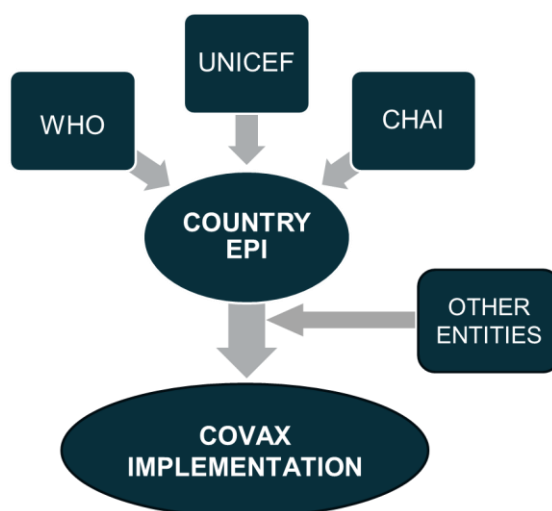 UNICEF
WHO
CHAI
COUNTRY
EPI
OTHER
ENTITIES
COVAX
IMPLEMENTATION